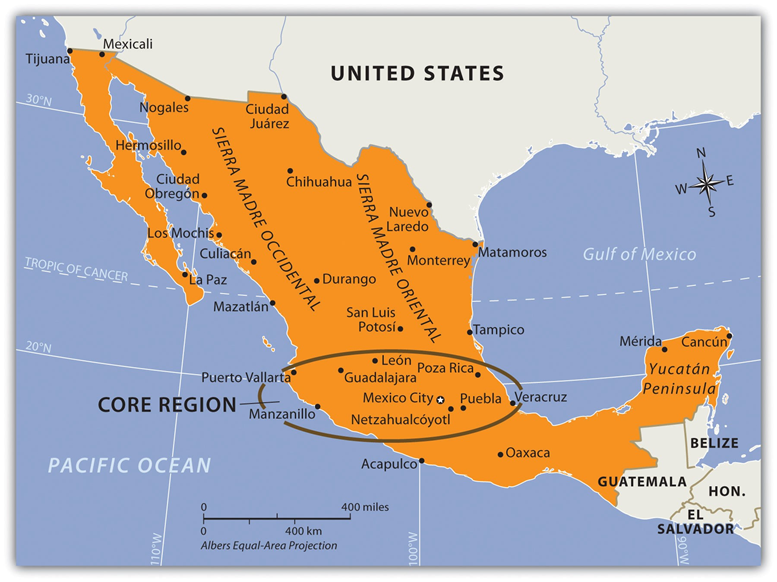 Mexicali
Tijuana
UNITED STATES
30°N
Nogales
Ciudad
Juárez
Hermosillo
SIERRA MADRE OCCIDENTAL
SIERRA MADRE ORIENTAL
N
W
E
S
Ciudad
Obregón
Chihuahua
Nuevo
Laredo
Los Mochis
Culiacán
Monterrey
Matamoros
Gulf of Mexico
TROPIC OF CANCER
La Paz
Durango
Mazatlán
San Luis
Potosí
Tampico
20°N
Mérida
Cancún
León
Puerto Vallarta
Guadalajara
Poza Rica
Yucatán
Peninsula
CORE REGION
Mexico City
Puebla
Veracruz
Manzanillo
Netzahualcóyotl
BELIZE
PACIFIC OCEAN
Acapulco
Oaxaca
GUATEMALA
HON.
EL
SALVADOR
0
400 miles
0
400 km
Albers Equal-Area Projection
110°W
100°W
90°W